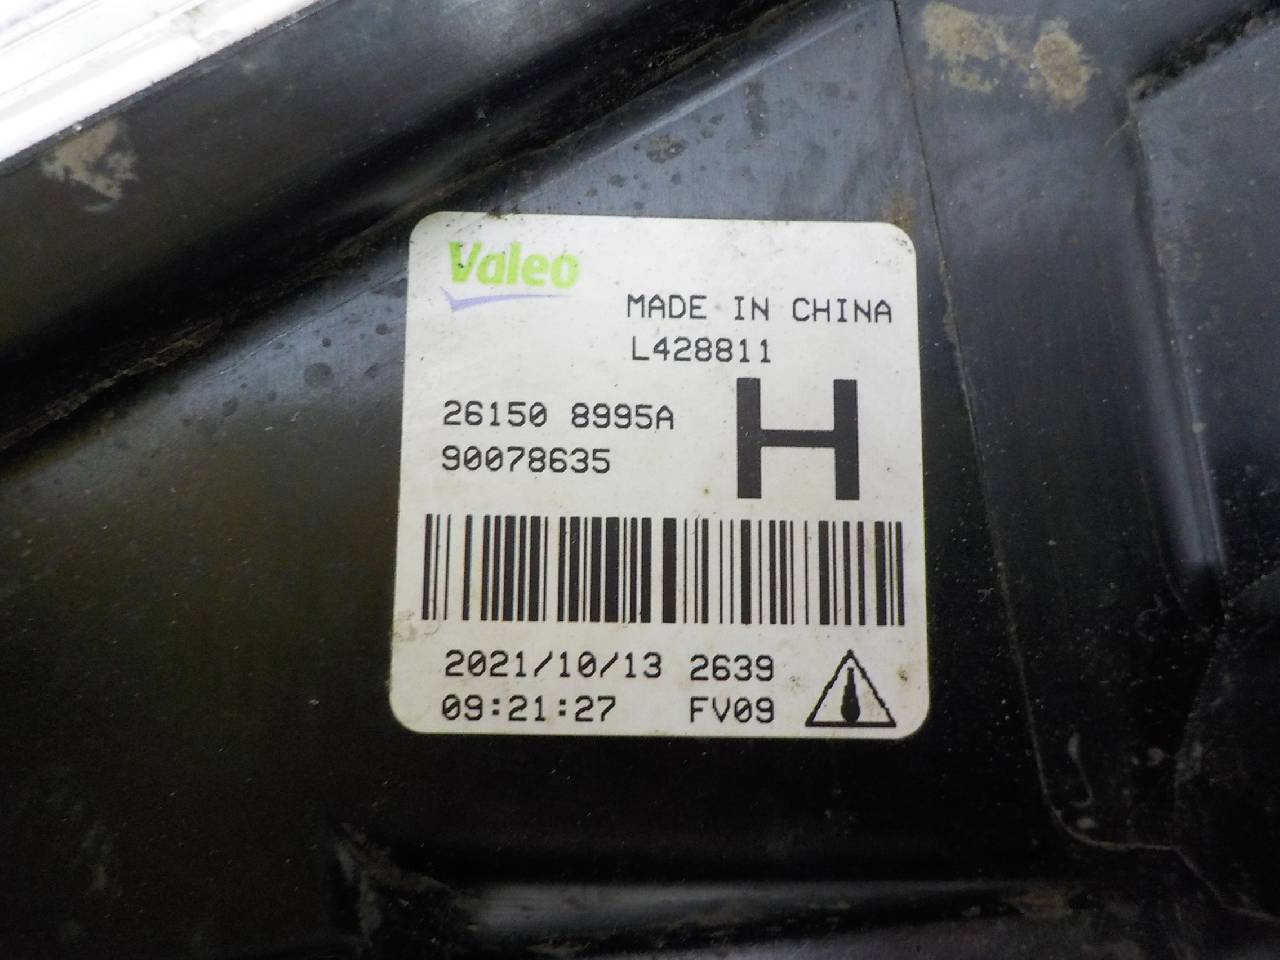 Valeo
MADE IN CHINA
L428811
26150 8995A
90078635
H
2021/10/13 2639
09:21:27 FV09